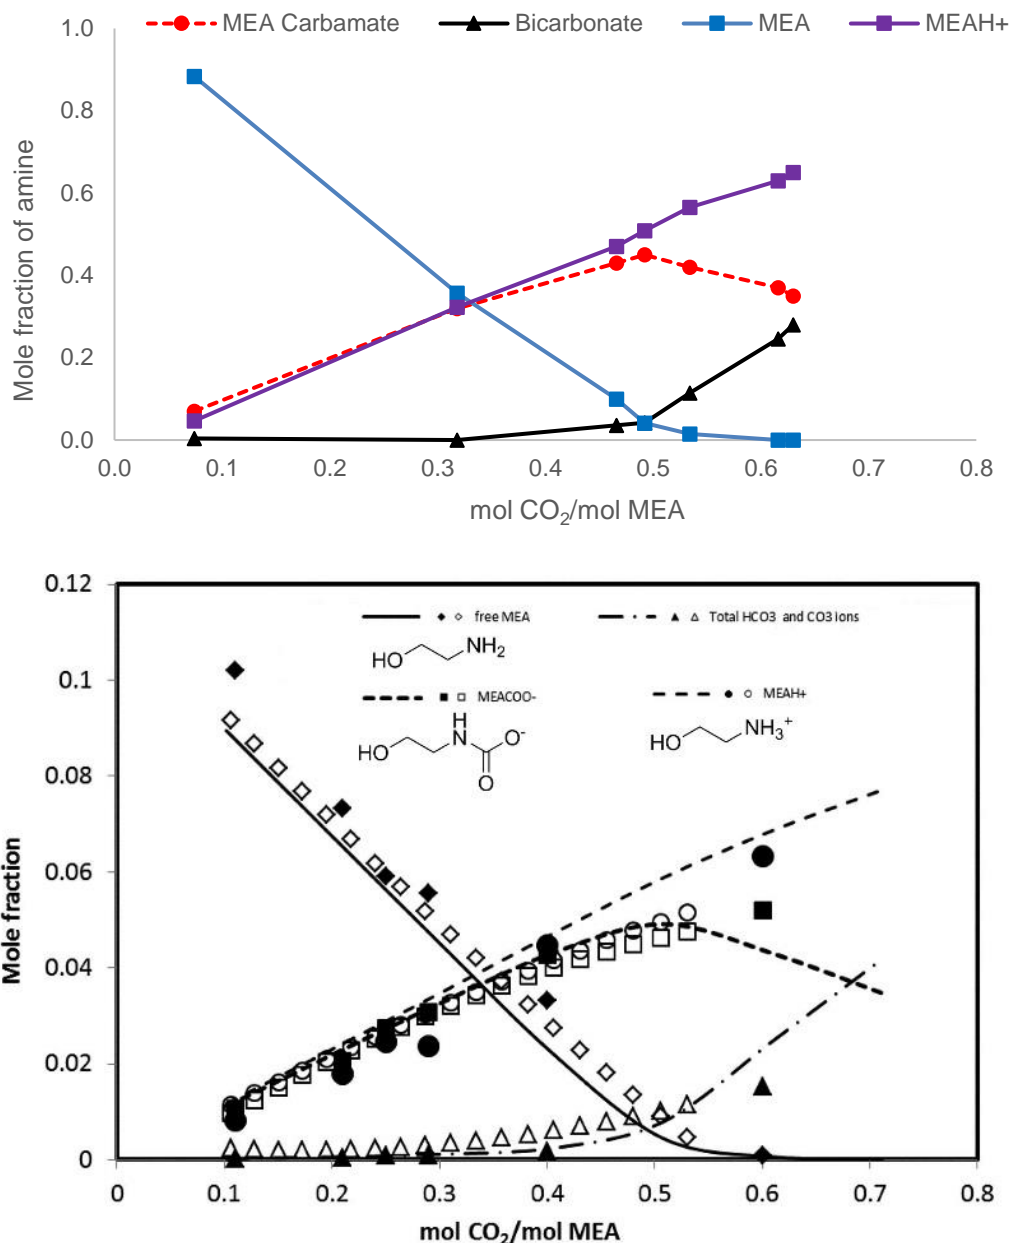 1.0
MEA Carbamate Bicarbonate MEA MEAH+
0.8
0.6
0.4
0.2
0.0
Mole fraction of amine
0.0 0.1 0.2 0.3 0.4 0.5 0.6 0.7 0.8
mol CO₂/mol MEA
0.12
0.1
0.08
0.06
0.04
0.02
0
Mole fraction
free MEA Total HCO3 and CO3 ions
HO NH₂
MEACOO- MEAH+
H
N
HO O⁻
O
HO NH₃⁺
0 0.1 0.2 0.3 0.4 0.5 0.6 0.7 0.8
mol CO₂/mol MEA